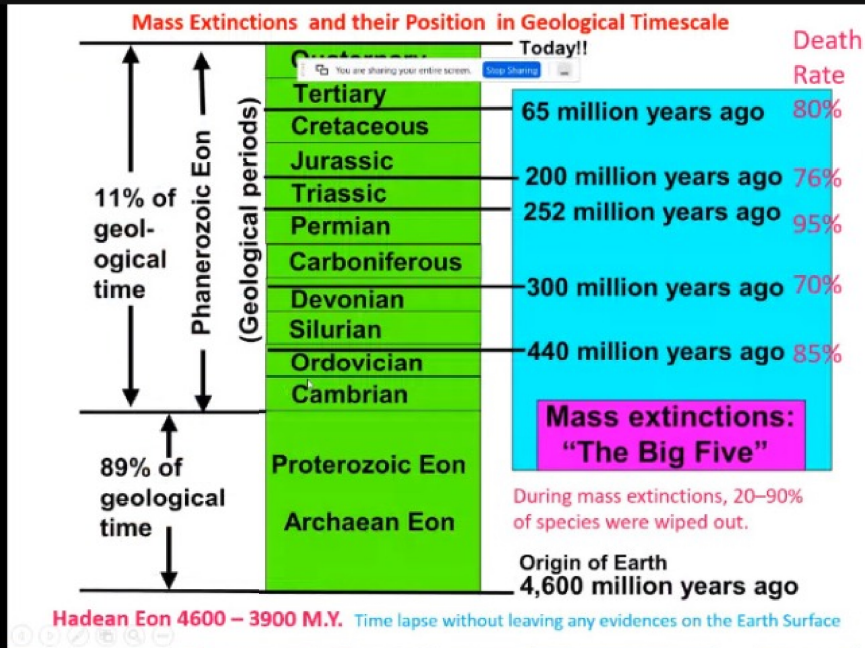 Mass Extinctions and their Position in Geological Timescale
Death
Rate
Today!!
You are sharing your entire screen.
Stop Sharing
Quaternary
Tertiary
Cretaceous
Jurassic
Triassic
Permian
Carboniferous
Devonian
Silurian
Ordovician
Cambrian
Proterozoic Eon
Archaean Eon
11% of
geol-
ogical
time
Phanerozoic Eon
(Geological periods)
89% of
geological
time
65 million years ago 80%
200 million years ago 76%
252 million years ago 95%
300 million years ago 70%
440 million years ago 85%
Mass extinctions:
“The Big Five”
During mass extinctions, 20–90%
of species were wiped out.
Origin of Earth
4,600 million years ago
Hadean Eon 4600 – 3900 M.Y. Time lapse without leaving any evidences on the Earth Surface